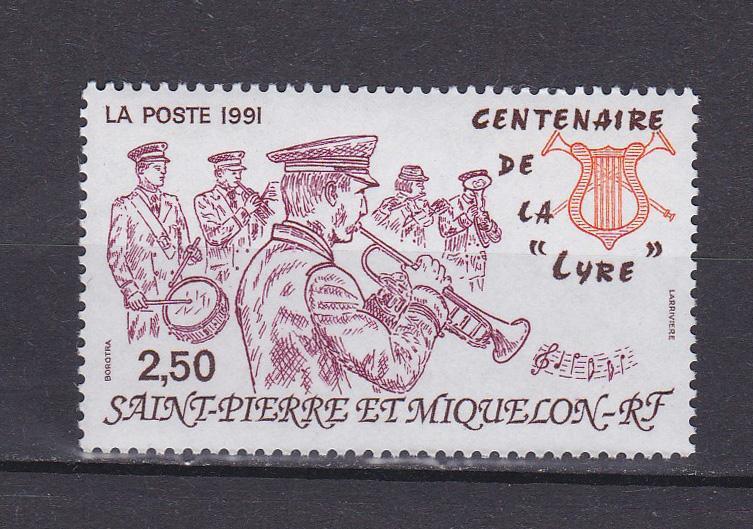 LA POSTE 1991
CENTENAIRE
DE
LA
"LYRE"
LARRIVIERE
BOROTRA
2,50
SAINT-PIERRE ET MIQUELON-RF